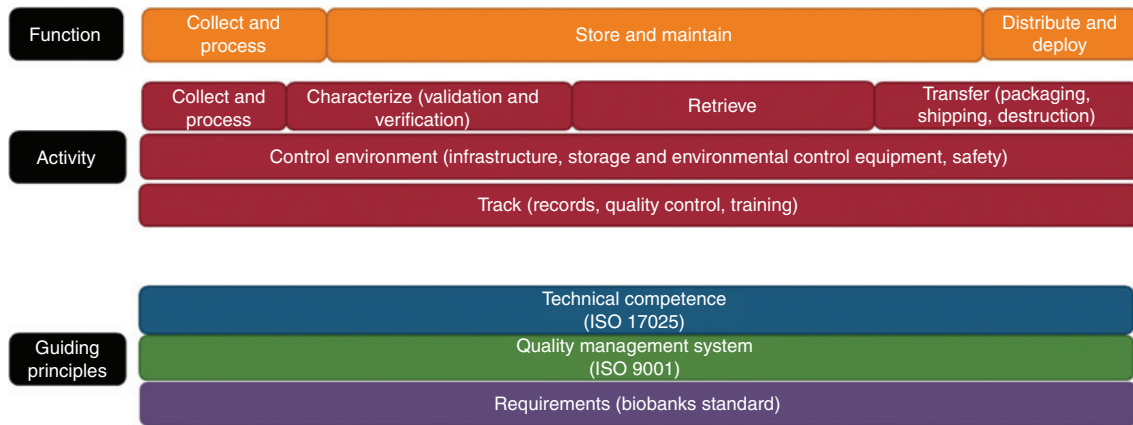 Function
Collect and
process
Store and maintain
Distribute and
deploy
Activity
Collect and
process
Characterize (validation and
verification)
Retrieve
Transfer (packaging,
shipping, destruction)
Control environment (infrastructure, storage and environmental control equipment, safety)
Track (records, quality control, training)
Guiding
principles
Technical competence
(ISO 17025)
Quality management system
(ISO 9001)
Requirements (biobanks standard)